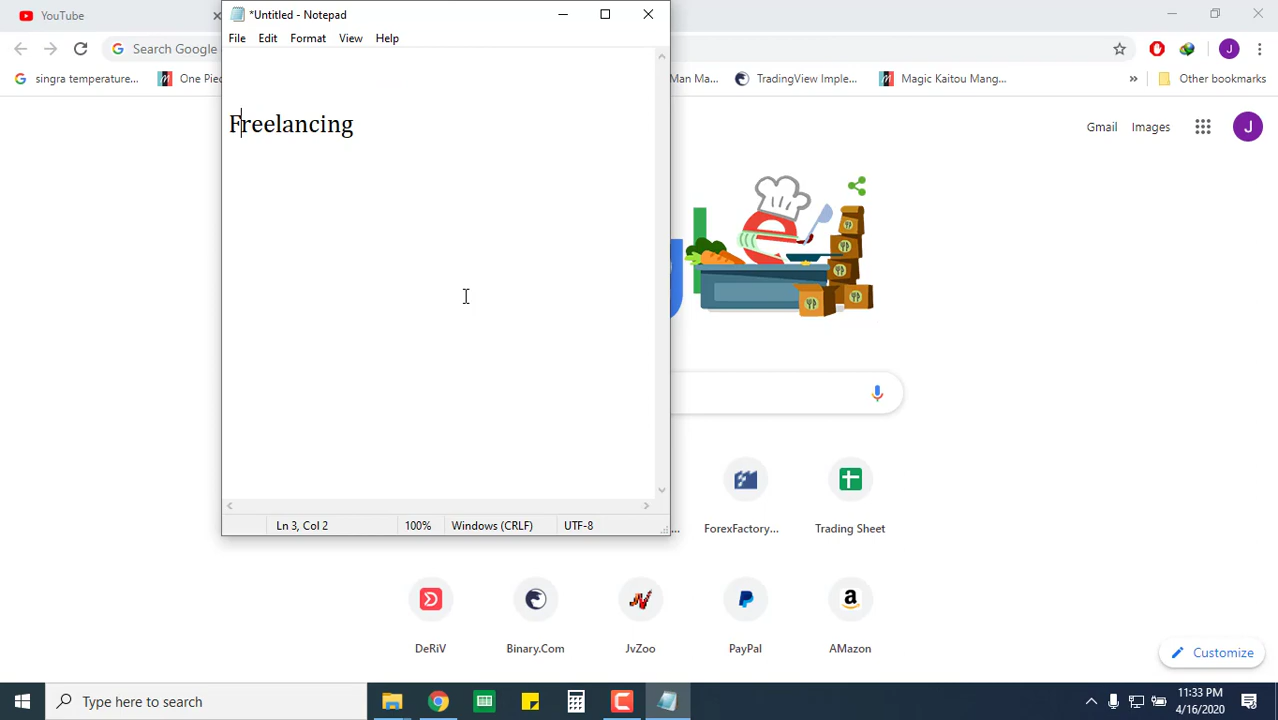 YouTube
*Untitled - Notepad
File Edit Format View Help
Search Google
singra temperature...
One Piec
Man Ma...
TradingView Imple...
Magic Kaitou Mang...
»
Other bookmarks
Gmail Images
J
J
Freelancing
Ln 3, Col 2
100%
Windows (CRLF)
UTF-8
ForexFactory...
Trading Sheet
DeRiV
Binary.Com
JvZoo
PayPal
AMazon
Customize
Type here to search
11:33 PM
4/16/2020